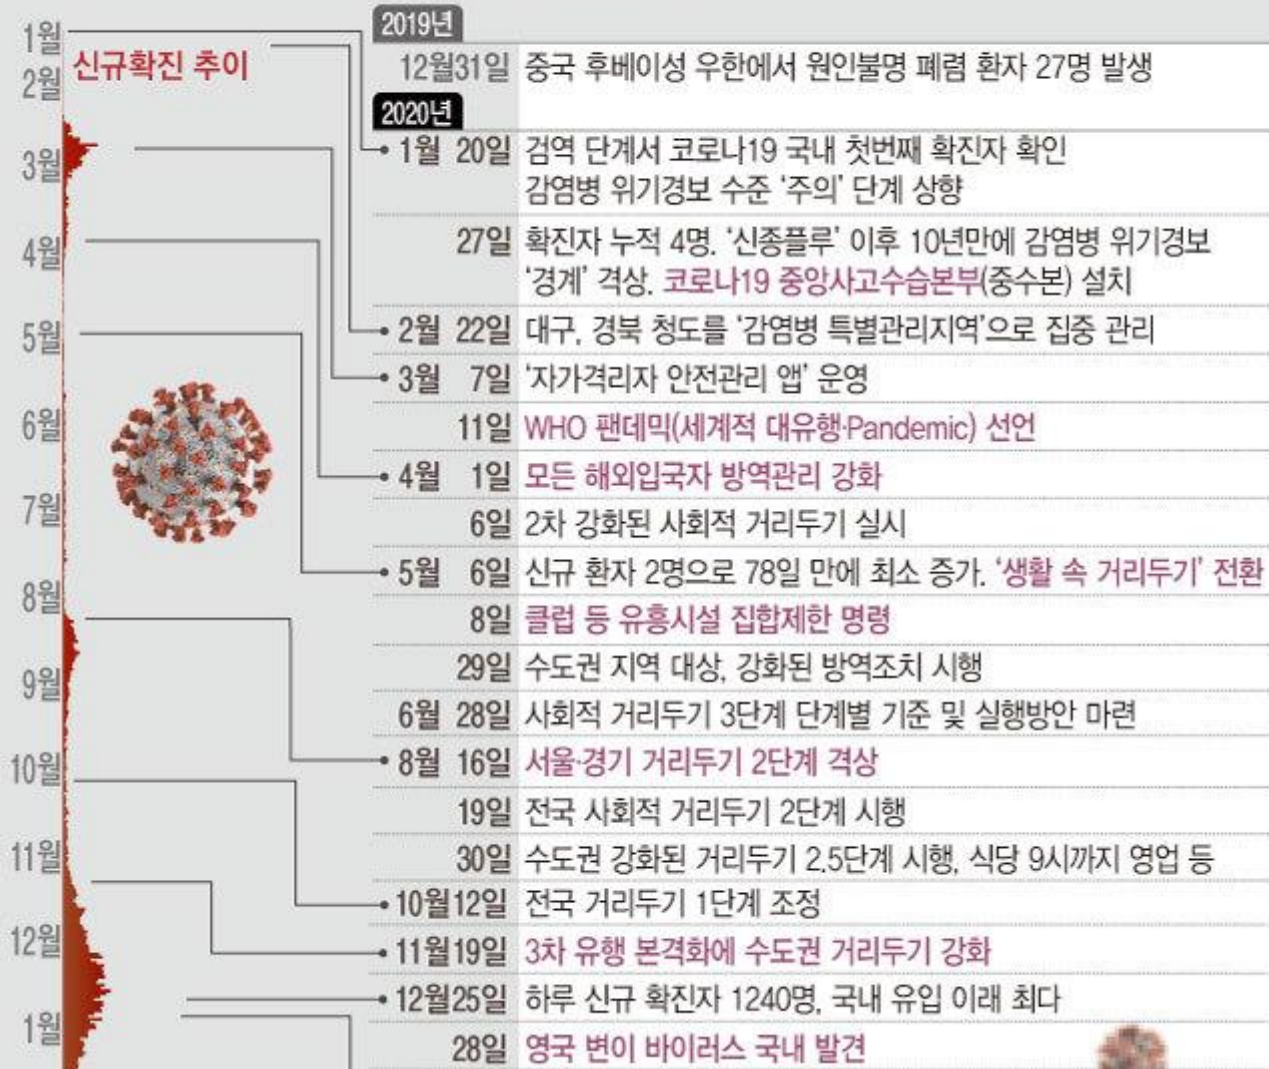 1월
2월
3월
4월
5월
6월
7월
8월
9월
10월
11월
12월
1월
신규확진 추이
2019년
12월31일 중국 후베이성 우한에서 원인불명 폐렴 환자 27명 발생
2020년
1월 20일 검역 단계서 코로나19 국내 첫번째 확진자 확인
감염병 위기경보 수준 ‘주의’ 단계 상향
27일 확진자 누적 4명. ‘신종플루’ 이후 10년만에 감염병 위기경보
‘경계’ 격상. 코로나19 중앙사고수습본부(중수본) 설치
2월 22일 대구, 경북 청도를 ‘감염병 특별관리지역’으로 집중 관리
3월 7일 ‘자가격리자 안전관리 앱’ 운영
11일 WHO 팬데믹(세계적 대유행·Pandemic) 선언
4월 1일 모든 해외입국자 방역관리 강화
6일 2차 강화된 사회적 거리두기 실시
5월 6일 신규 환자 2명으로 78일 만에 최소 증가. ‘생활 속 거리두기’ 전환
8일 클럽 등 유흥시설 집합제한 명령
29일 수도권 지역 대상, 강화된 방역조치 시행
6월 28일 사회적 거리두기 3단계 단계별 기준 및 실행방안 마련
8월 16일 서울·경기 거리두기 2단계 격상
19일 전국 사회적 거리두기 2단계 시행
30일 수도권 강화된 거리두기 2.5단계 시행, 식당 9시까지 영업 등
10월12일 전국 거리두기 1단계 조정
11월19일 3차 유행 본격화에 수도권 거리두기 강화
12월25일 하루 신규 확진자 1240명, 국내 유입 이래 최다
28일 영국 변이 바이러스 국내 발견